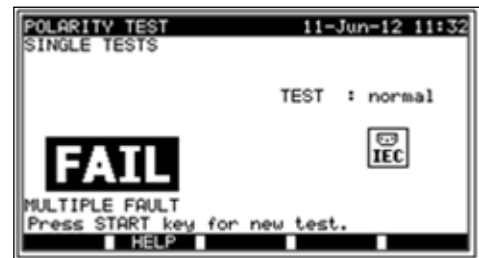 POLARITY TEST 11-Jun-12 11:32
SINGLE TESTS
TEST : normal
IEC
FAIL
MULTIPLE FAULT
Press START key for new test.
HELP